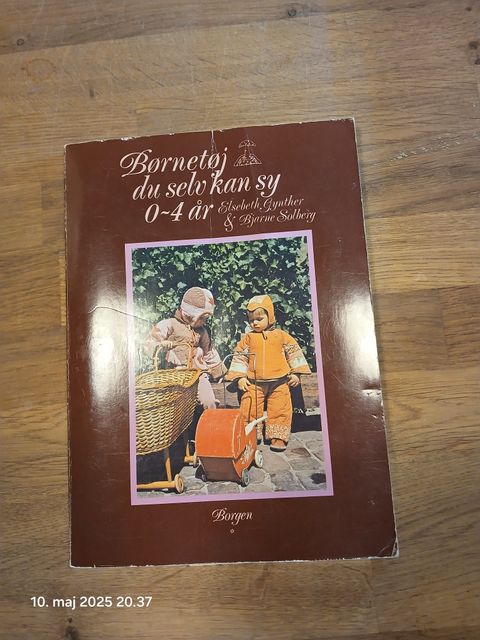 Børnetøj
du selv kan sy
0~4 år Elsebeth Gynther
& Bjarne Solberg
Borgen
10. maj 2025 20.37